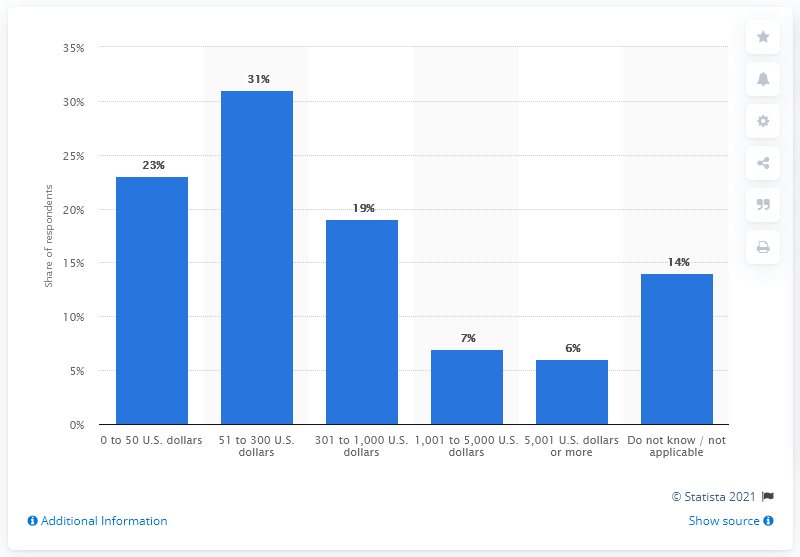 35%
30%
25%
20%
15%
10%
5%
0%
Share of respondents
23%
31%
19%
7%
6%
14%
0 to 50 U.S. dollars
51 to 300 U.S.
dollars
301 to 1,000 U.S.
dollars
1,001 to 5,000 U.S.
dollars
5,001 U.S. dollars
or more
Do not know / not
applicable
© Statista 2021
Additional Information
Show source